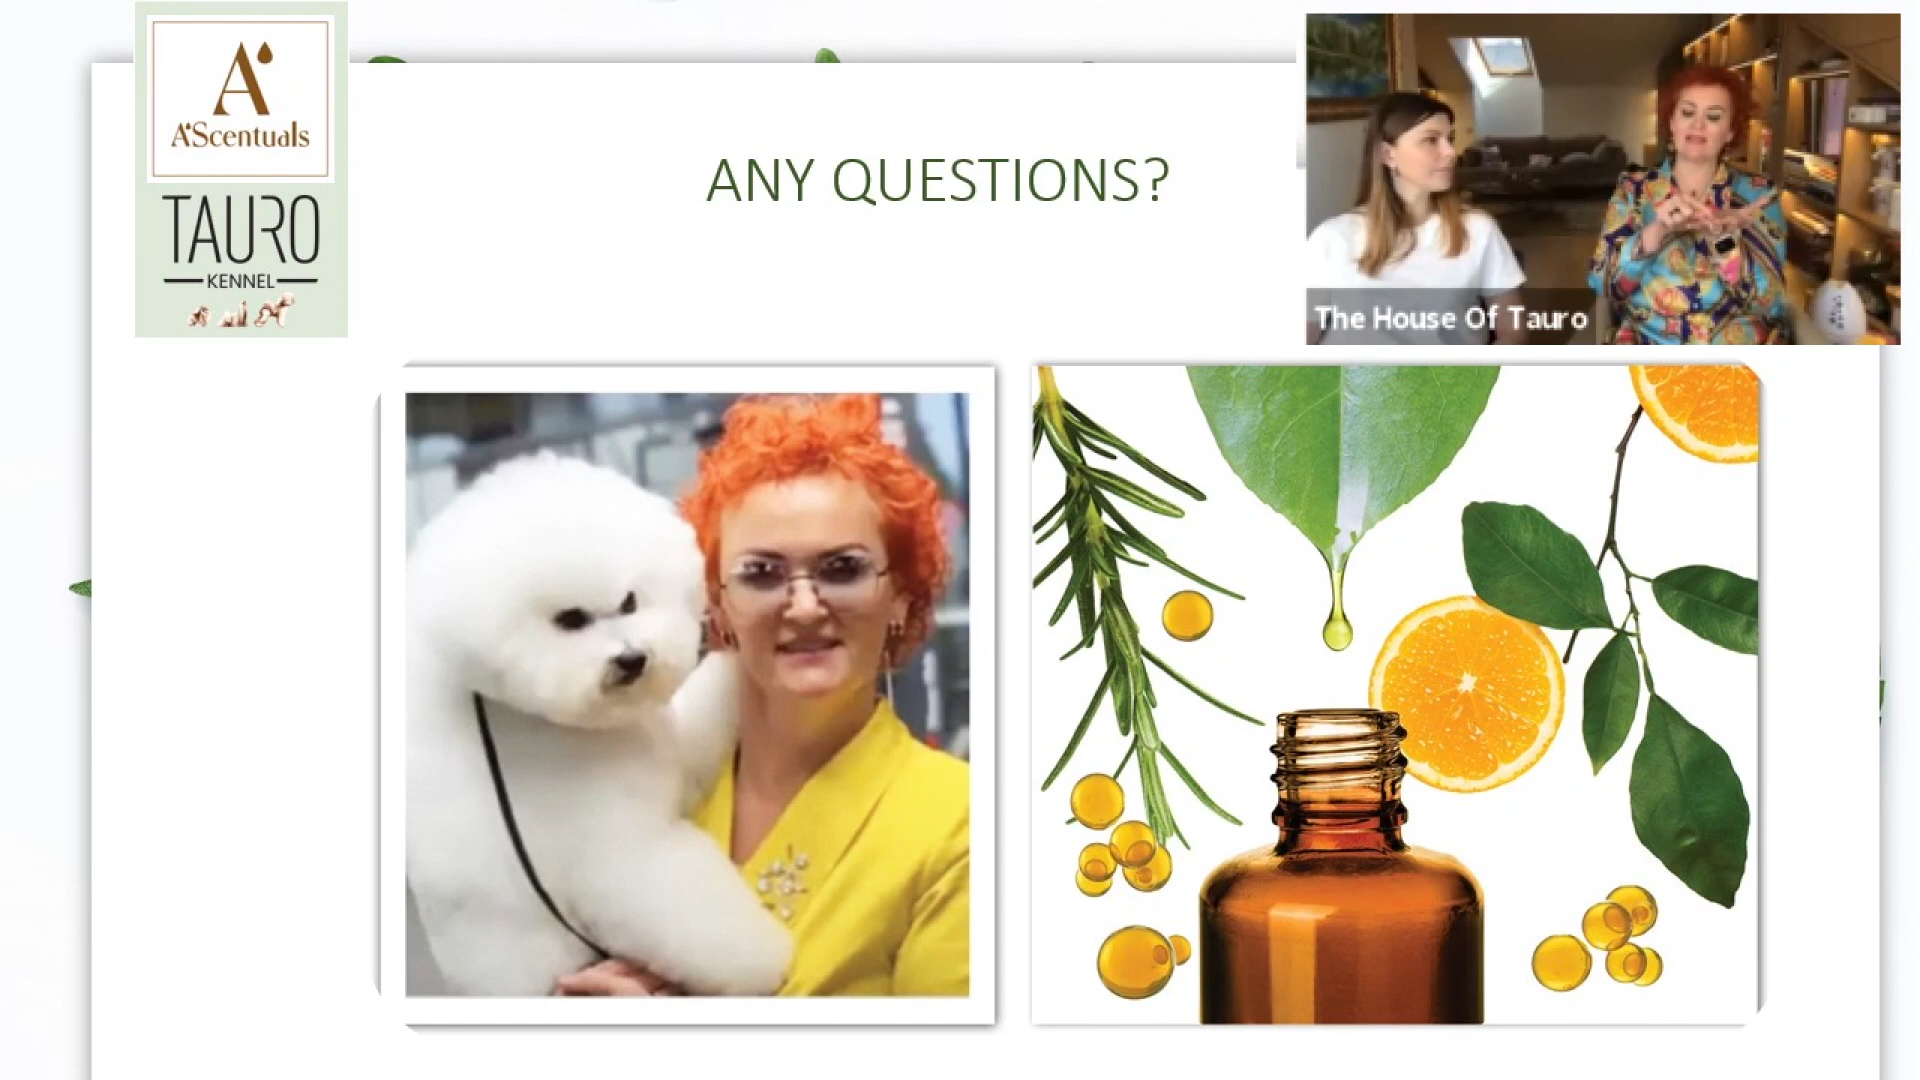 A'
A'Scentuals
TAURO
KENNEL
ANY QUESTIONS?
The House Of Tauro